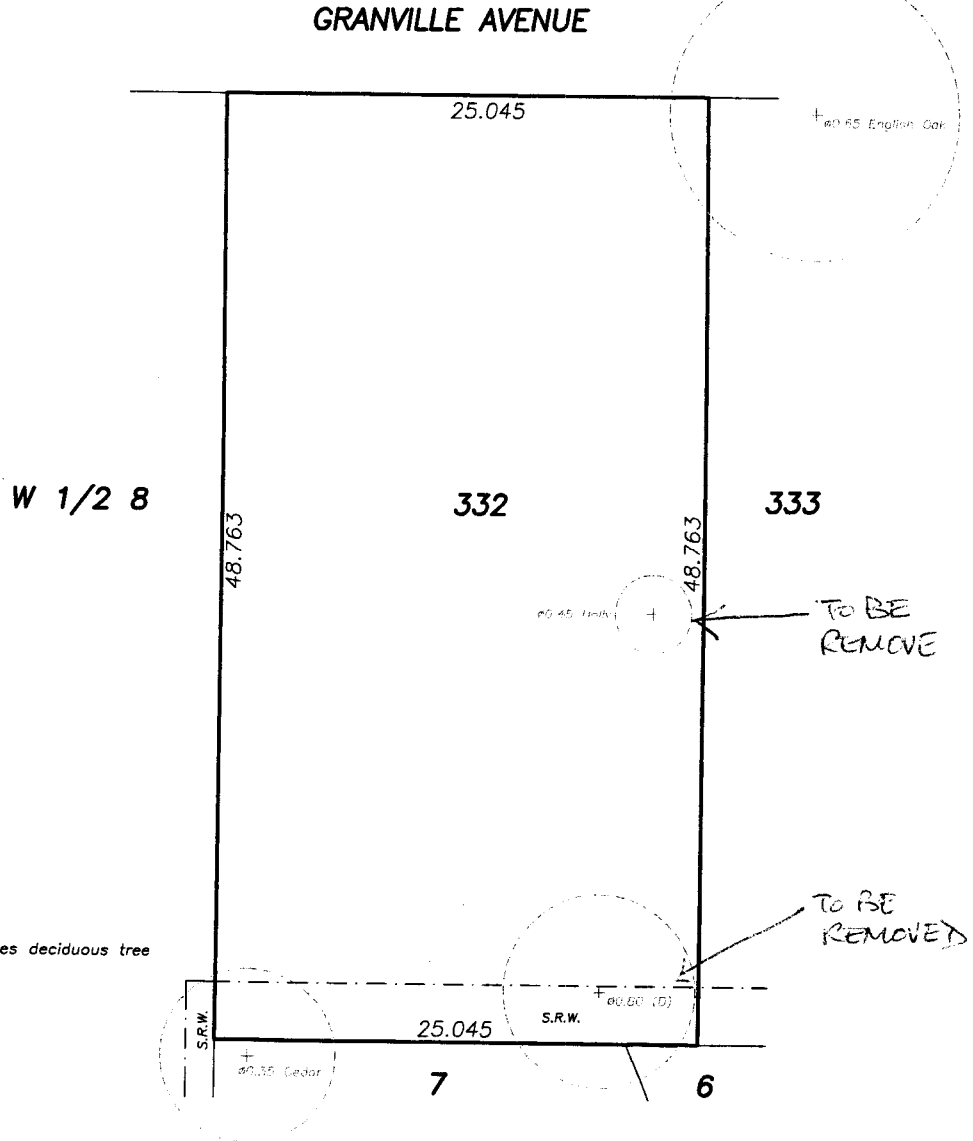 GRANVILLE AVENUE
25.045
ø0.65 English Oak
W 1/2 8
48.763
332
48.763
333
ø0.45
TO BE
REMOVE
TO BE
REMOVED
es deciduous tree
S.R.W.
ø0.60 (D)
S.R.W.
25.045
ø0.35 Cedar
7
6